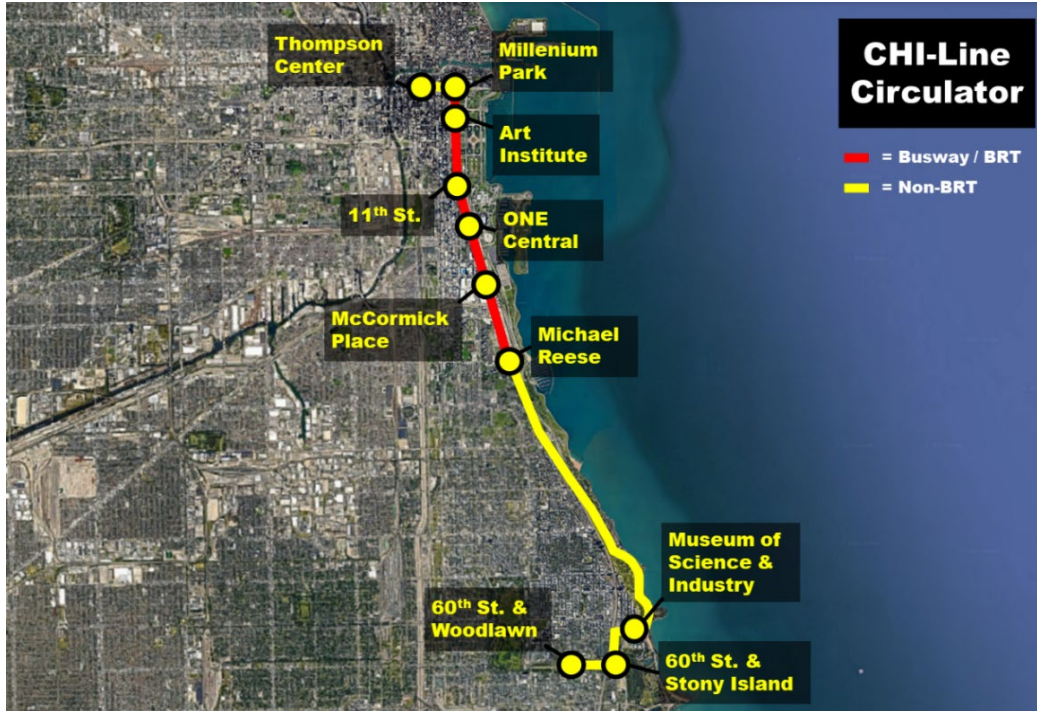 Thompson
Center
Millenium
Park
CHI-Line
Circulator
Art
Institute
= Busway / BRT
= Non-BRT
11th St.
ONE
Central
McCormick
Place
Michael
Reese
Museum of
Science &
Industry
60th St. &
Woodlawn
60th St. &
Stony Island